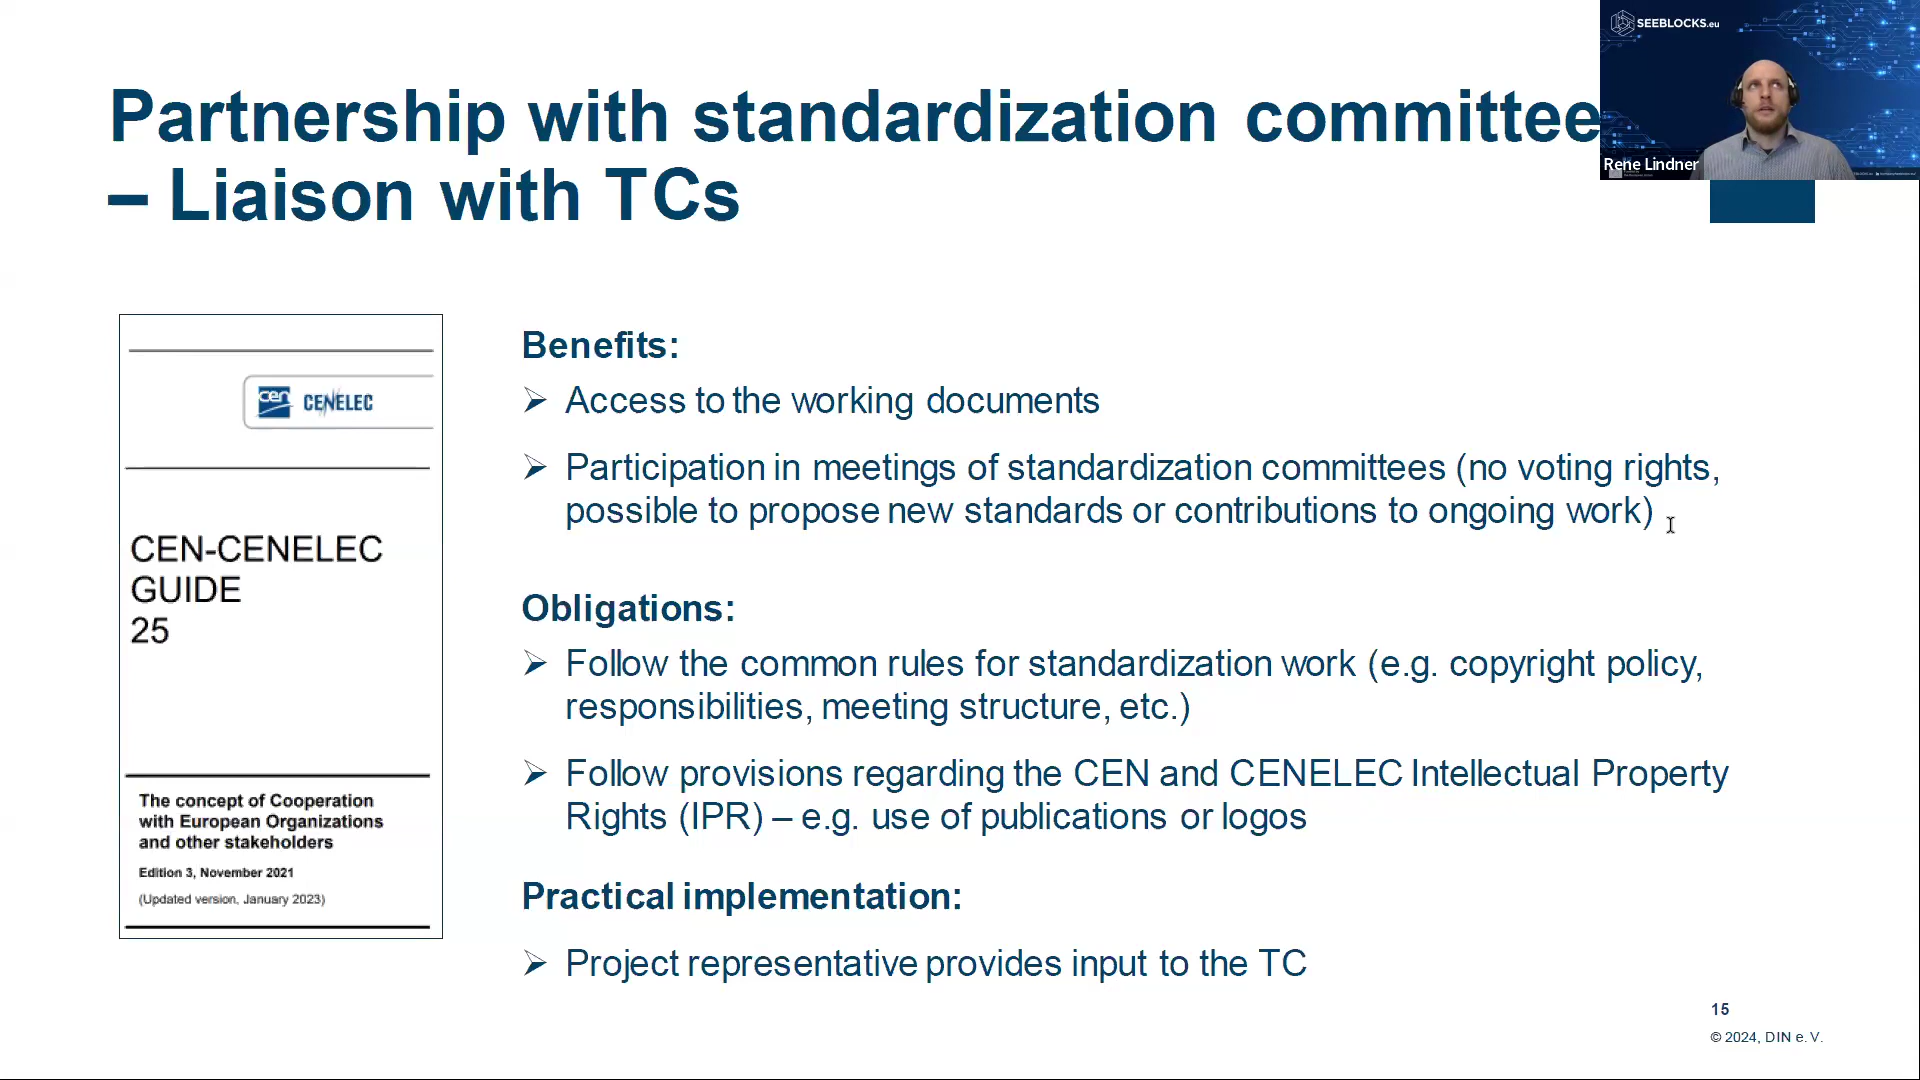 SEEBLOCKS.eu
Rene Lindner
Partnership with standardization committee
– Liaison with TCs
cen CENELEC
CEN-CENELEC
GUIDE
25
The concept of Cooperation
with European Organizations
and other stakeholders
Edition 3, November 2021
(Updated version, January 2023)
Benefits:
➢ Access to the working documents
➢ Participation in meetings of standardization committees (no voting rights,
possible to propose new standards or contributions to ongoing work)
Obligations:
➢ Follow the common rules for standardization work (e.g. copyright policy,
responsibilities, meeting structure, etc.)
➢ Follow provisions regarding the CEN and CENELEC Intellectual Property
Rights (IPR) – e.g. use of publications or logos
Practical implementation:
➢ Project representative provides input to the TC
15
© 2024, DIN e. V.